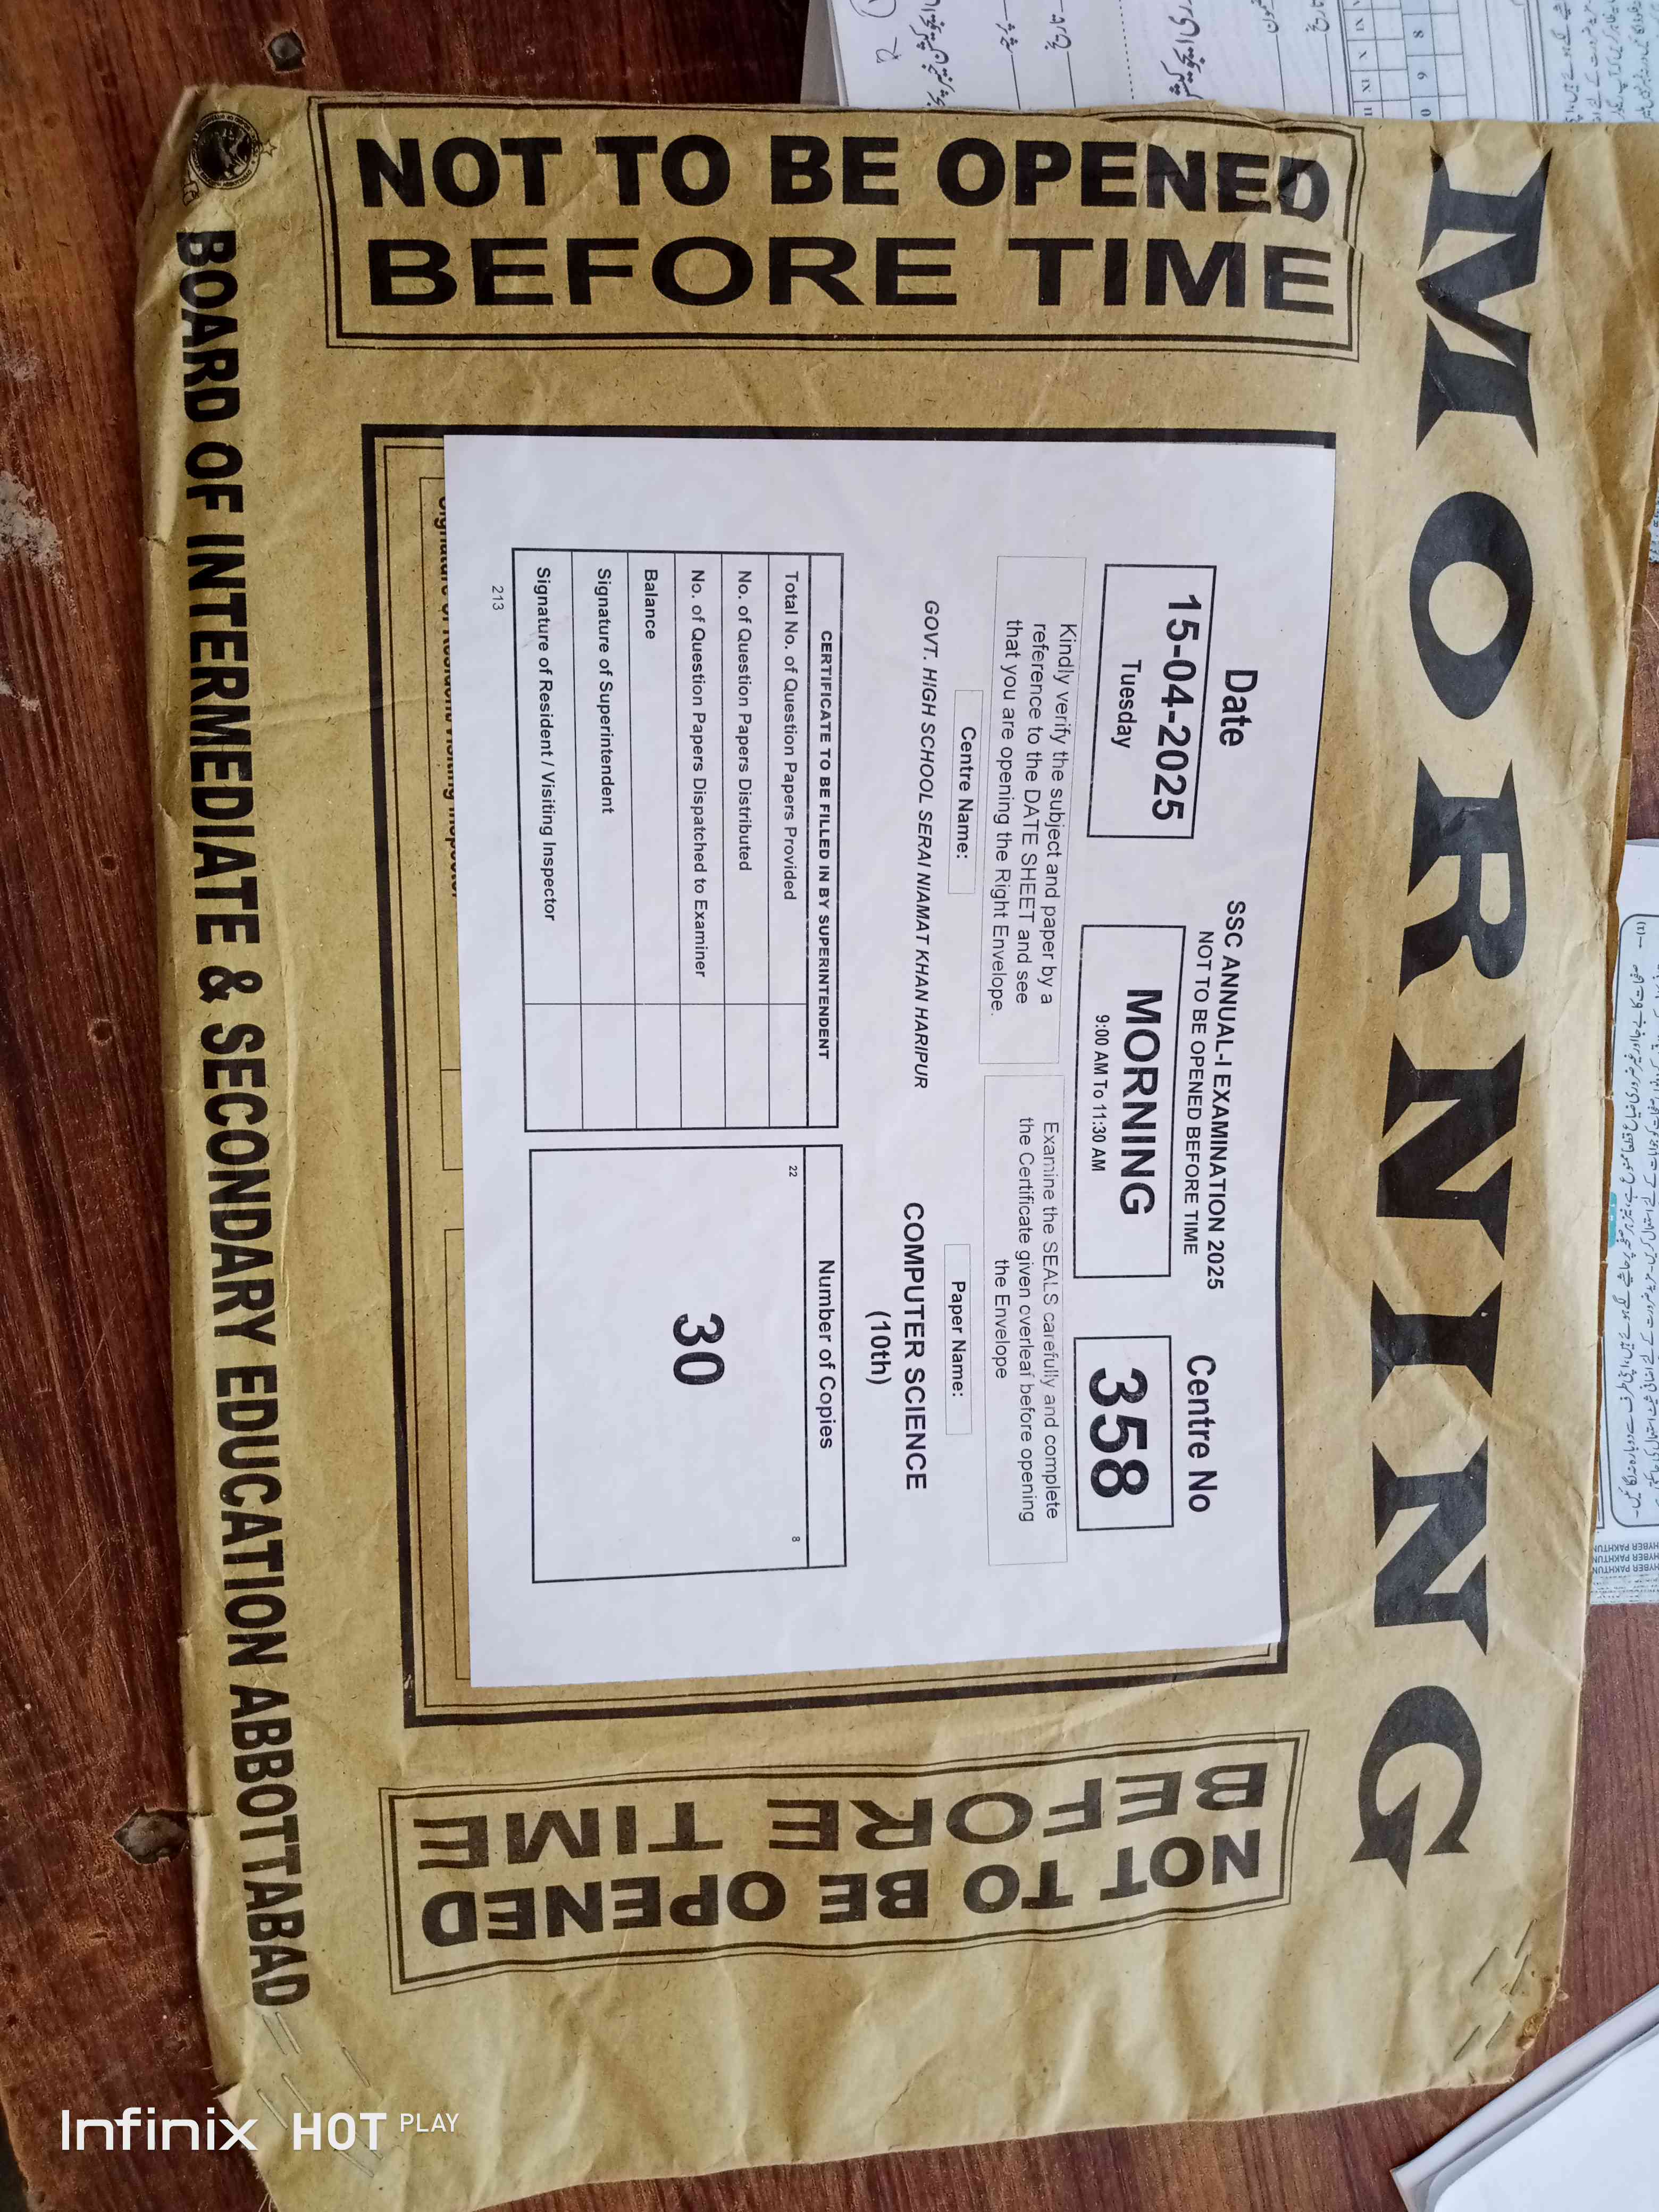 MORNING
NOT TO BE OPENED
BEFORE TIME
Date
15-04-2025
Tuesday
SSC ANNUAL-I EXAMINATION 2025
NOT TO BE OPENED BEFORE TIME
MORNING
9:00 AM To 11:30 AM
Centre No
358
Kindly verify the subject and paper by a
reference to the DATE SHEET and see
that you are opening the Right Envelope.
Examine the SEALS carefully and complete
the Certificate given overleaf before opening
the Envelope
Centre Name:
GOVT. HIGH SCHOOL SERAI NIAMAT KHAN HARIPUR
Paper Name:
COMPUTER SCIENCE
(10th)
CERTIFICATE TO BE FILLED IN BY SUPERINTENDENT
Total No. of Question Papers Provided
No. of Question Papers Distributed
No. of Question Papers Dispatched to Examiner
Balance
Signature of Superintendent
Signature of Resident / Visiting Inspector
213
Number of Copies
22
8
30
NOT TO BE OPENED
BEFORE TIME
BOARD OF INTERMEDIATE & SECONDARY EDUCATION ABBOTTABAD
Infinix HOT PLAY